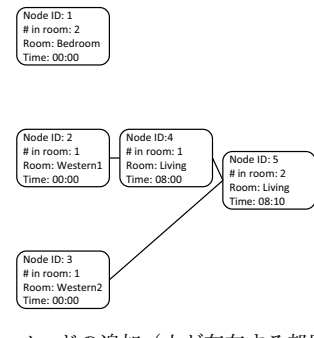 Node ID: 1
# in room: 2
Room: Bedroom
Time: 00:00
Node ID: 2
# in room: 1
Room: Western1
Time: 00:00
Node ID:4
# in room: 1
Room: Living
Time: 08:00
Node ID: 5
# in room: 2
Room: Living
Time: 08:10
Node ID: 3
# in room: 1
Room: Western2
Time: 00:00